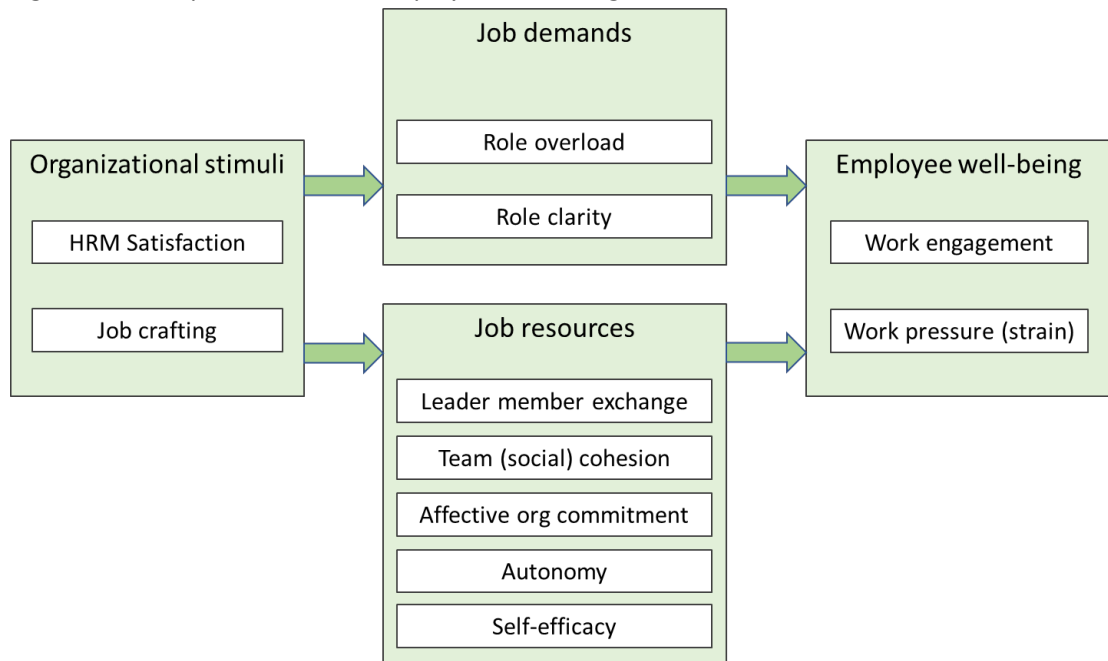 Job demands
Role overload
Role clarity
Organizational stimuli
HRM Satisfaction
Job crafting
Employee well-being
Work engagement
Work pressure (strain)
Job resources
Leader member exchange
Team (social) cohesion
Affective org commitment
Autonomy
Self-efficacy